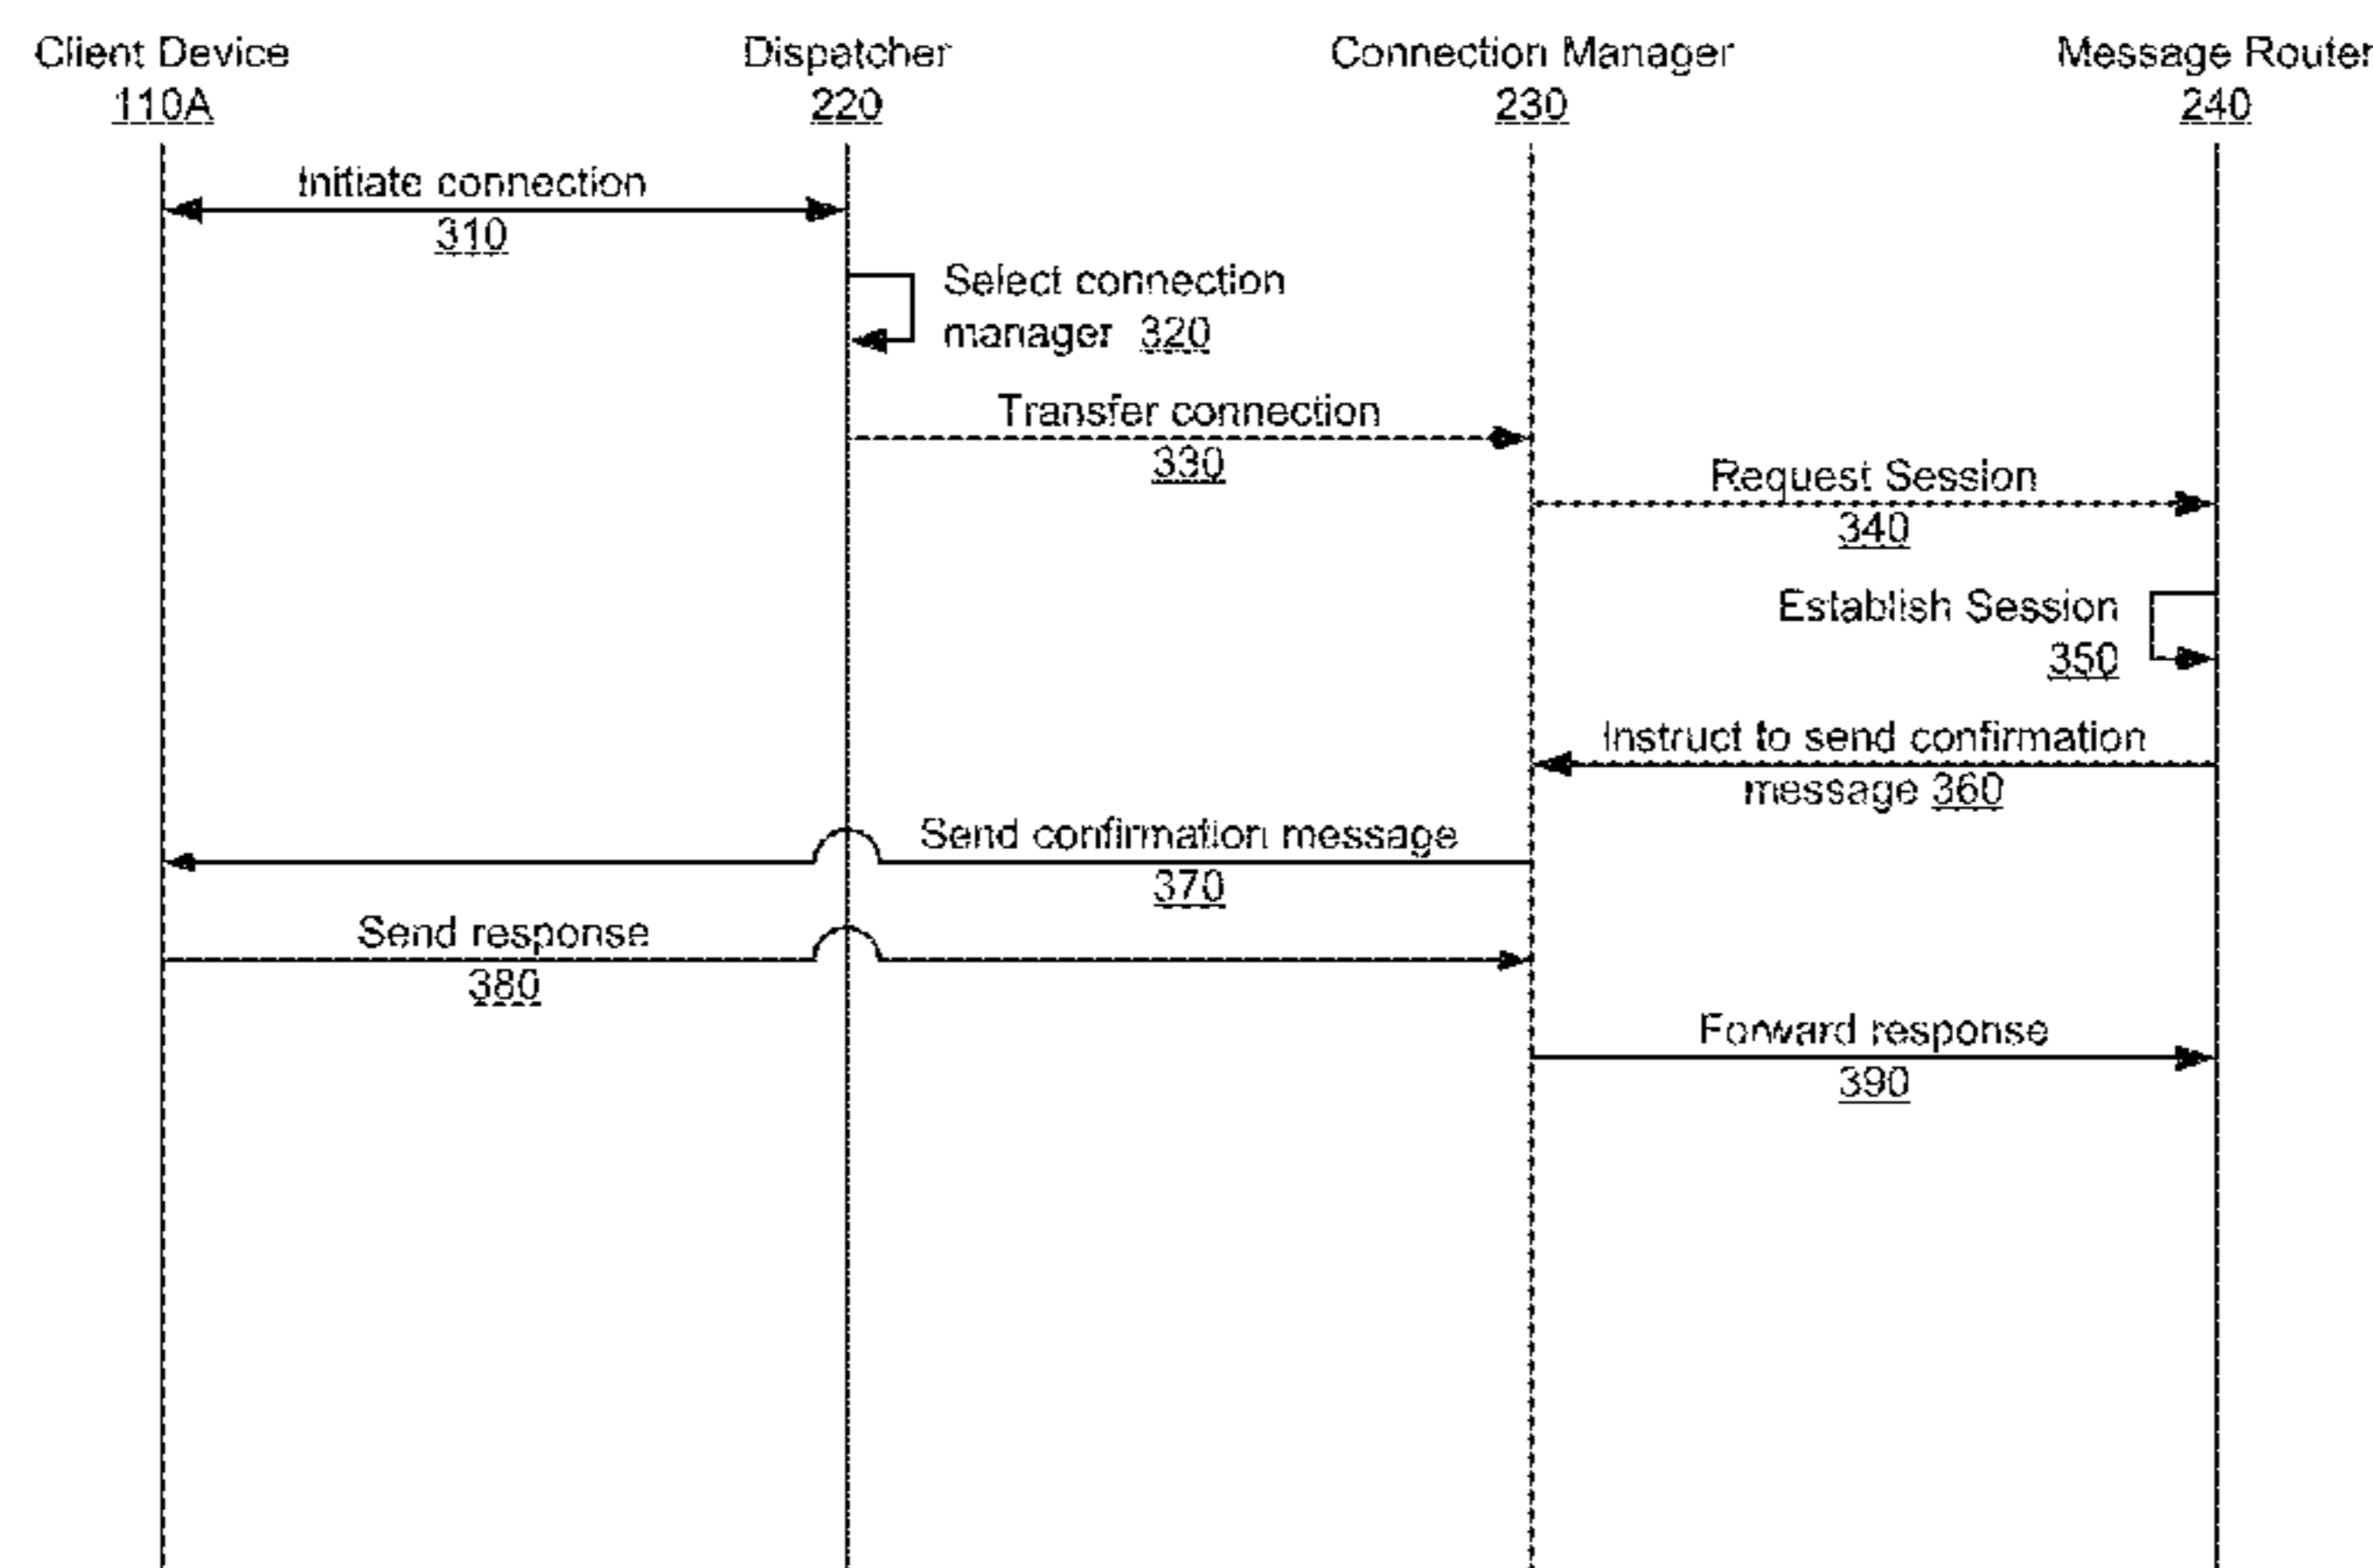 Client Device
110A
Dispatcher
220
Connection Manager
230
Message Router
240
Initiate connection
310
Select connection
manager 320
Transfer connection
330
Request Session
340
Establish Session
350
Instruct to send confirmation
message 360
Send confirmation message
370
Send response
380
Forward response
390